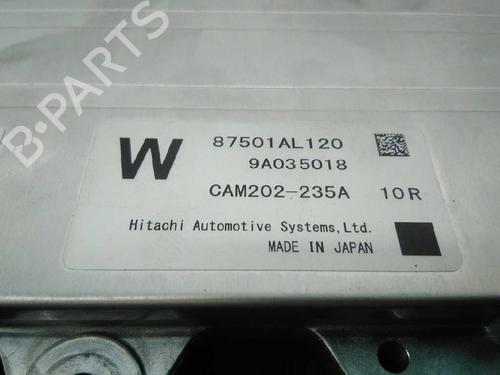 B-PARTS
W
87501AL120
9A035018
CAM202-235A 10R
Hitachi Automotive Systems,Ltd.
MADE IN JAPAN